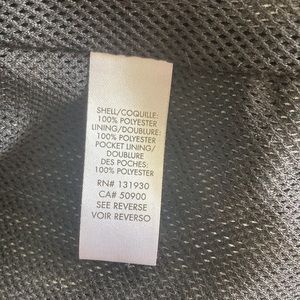 SHELL/COQUILLE:
100% POLYESTER
LINING/DOUBLURE:
100% POLYESTER
POCKET LINING/
DOUBLURE
DES POCHES:
100% POLYESTER
RN# 131930
CA# 50900
SEE REVERSE
VOIR REVERSO